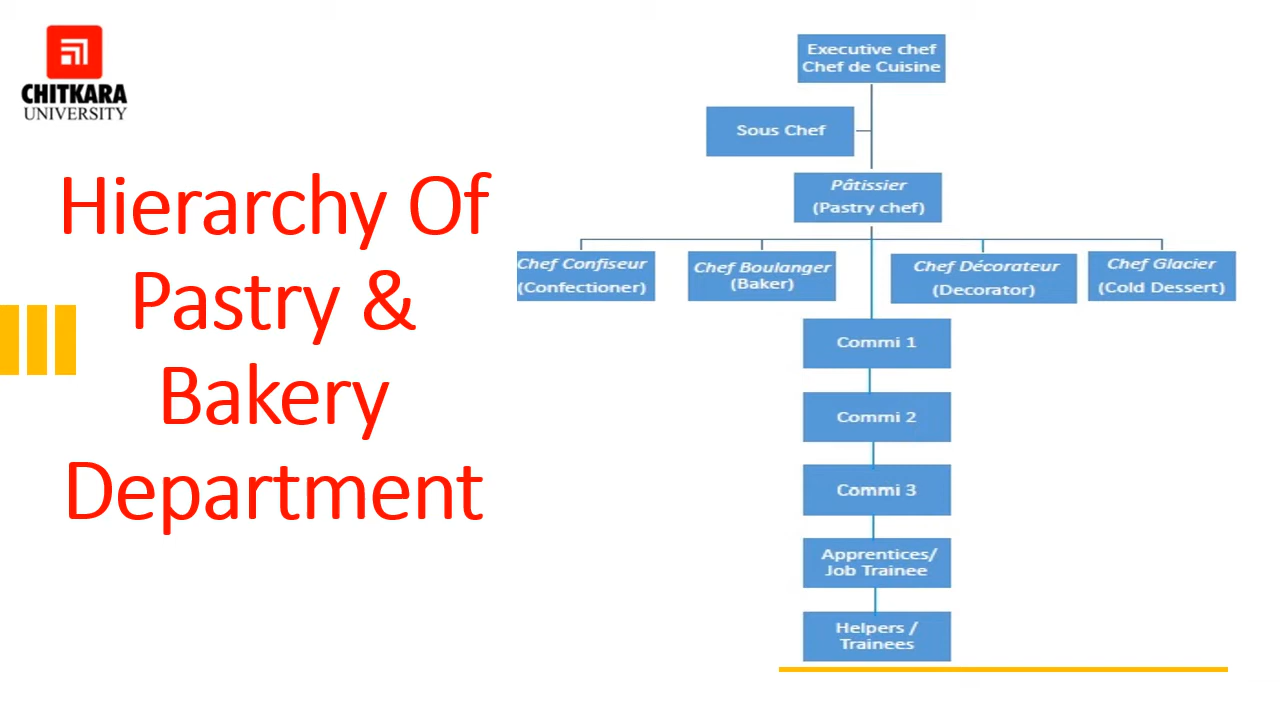 CHITKARA
UNIVERSITY
Hierarchy Of
Pastry &
Bakery
Department
Executive chef
Chef de Cuisine
Sous Chef
Pâtissier
(Pastry chef)
Chef Confiseur
(Confectioner)
Chef Boulanger
(Baker)
Chef Décorateur
(Decorator)
Chef Glacier
(Cold Dessert)
Commi 1
Commi 2
Commi 3
Apprentices/
Job Trainee
Helpers /
Trainees